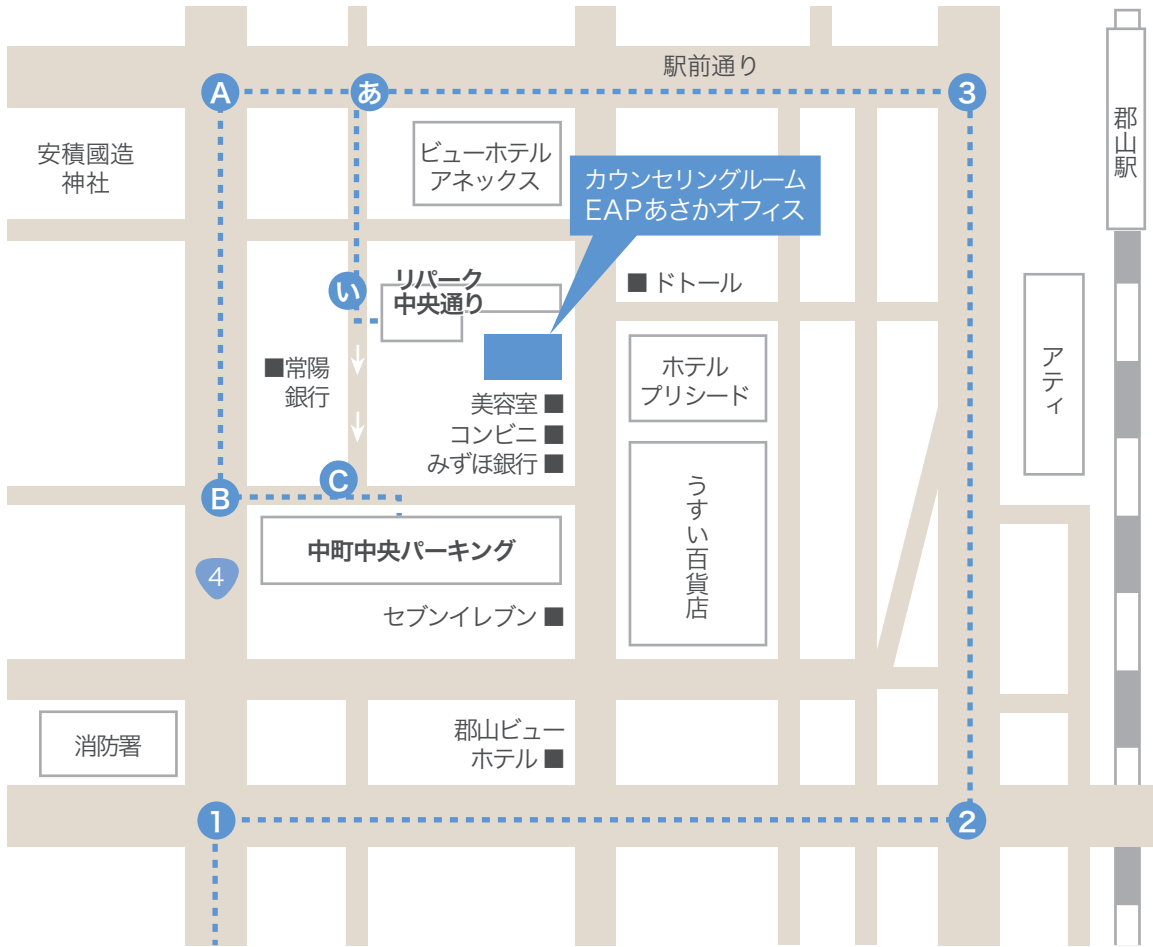 駅前通り
A
あ
3
郡山駅
安積國造
神社
ビューホテル
アネックス
カウンセリングルーム
EAPあさかオフィス
い
リパーク
中央通り
■ ドトール
アティ
■常陽
銀行
ホテル
プリシード
美容室 ■
コンビニ ■
みずほ銀行 ■
C
B
うすい百貨店
中町中央パーキング
4
セブンイレブン ■
消防署
郡山ビュー
ホテル ■
1
2